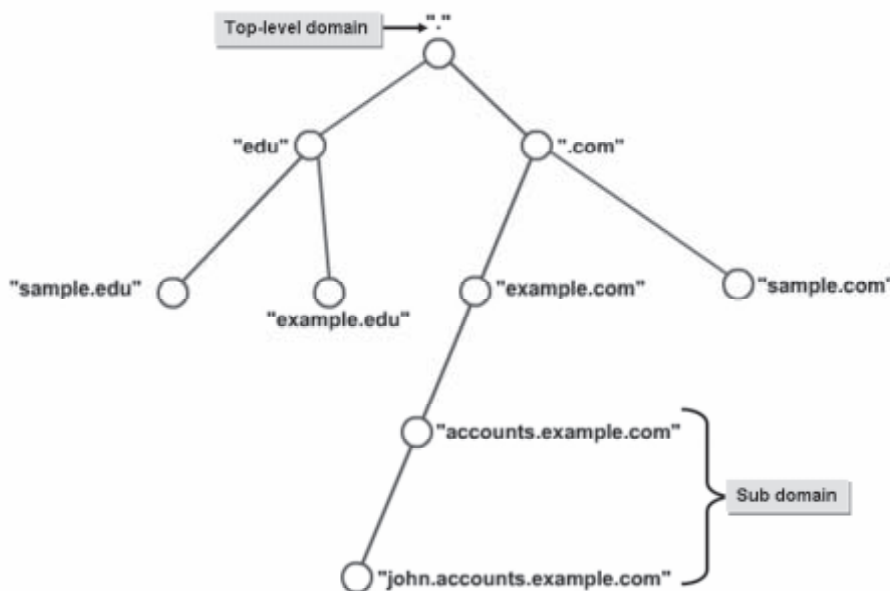 Top-level domain
"."
"edu"
".com"
"sample.edu"
"example.edu"
"example.com"
"sample.com"
"accounts.example.com"
Sub domain
"john.accounts.example.com"